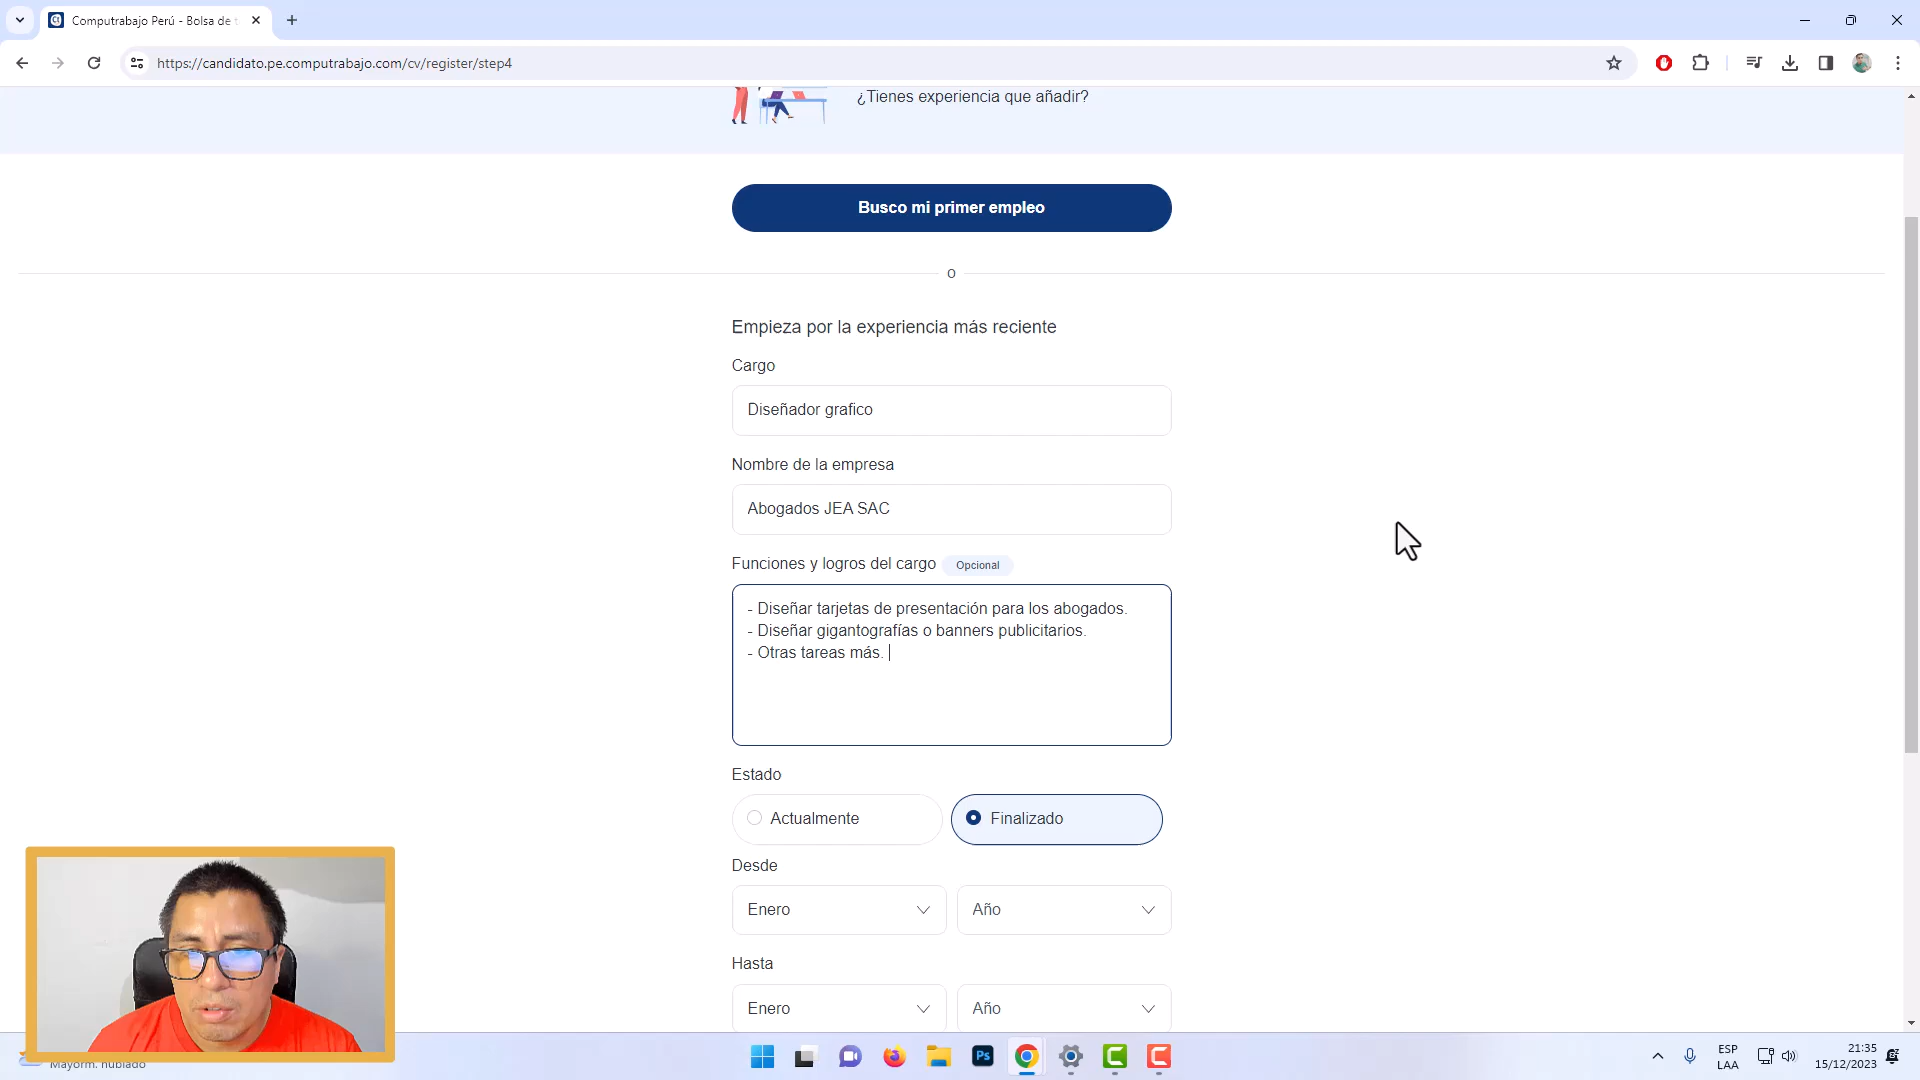 Computrabajo Perú - Bolsa de t
https://candidato.pe.computrabajo.com/cv/register/step4
¿Tienes experiencia que añadir?
Busco mi primer empleo
o
Empieza por la experiencia más reciente
Cargo
Diseñador grafico
Nombre de la empresa
Abogados JEA SAC
Funciones y logros del cargo Opcional
- Diseñar tarjetas de presentación para los abogados.
- Diseñar gigantografías o banners publicitarios.
- Otras tareas más.
Estado
Actualmente Finalizado
Desde
Enero Año
Hasta
Enero Año
Mayorm. nublado
Ps
ESP
LAA
21:35
15/12/2023